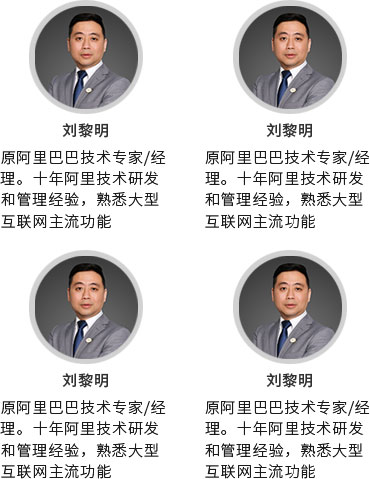 刘黎明
原阿里巴巴技术专家/经
理。十年阿里技术研发
和管理经验，熟悉大型
互联网主流功能
刘黎明
原阿里巴巴技术专家/经
理。十年阿里技术研发
和管理经验，熟悉大型
互联网主流功能
刘黎明
原阿里巴巴技术专家/经
理。十年阿里技术研发
和管理经验，熟悉大型
互联网主流功能
刘黎明
原阿里巴巴技术专家/经
理。十年阿里技术研发
和管理经验，熟悉大型
互联网主流功能